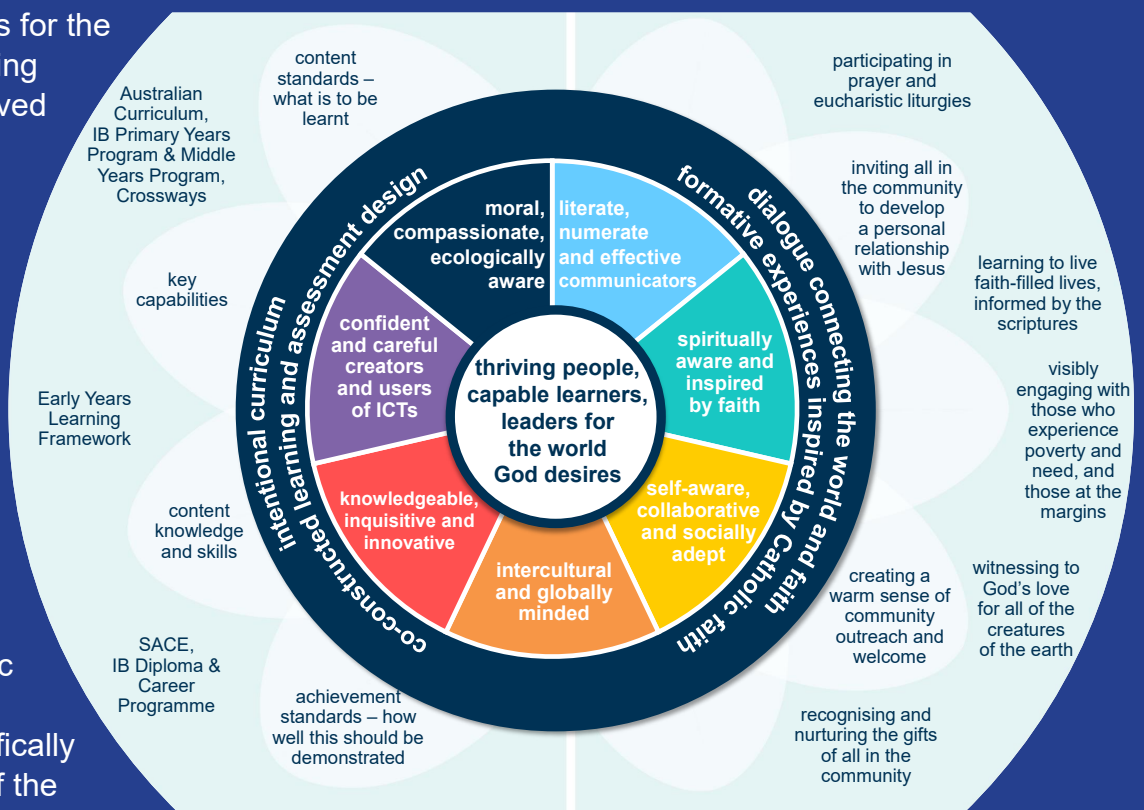 s for the
ing
ved
c
fically
f the
content
standards –
what is to be
learnt
Australian
Curriculum,
IB Primary Years
Program & Middle
Years Program,
Crossways
key
capabilities
Early Years
Learning
Framework
content
knowledge
and skills
SACE,
IB Diploma &
Career
Programme
achievement
standards – how
well this should be
demonstrated
intentional curriculum
co-constructed learning and assessment design
moral,
compassionate,
ecologically
aware
literate,
numerate
and effective
communicators
confident
and careful
creators
and users
of ICTs
spiritually
aware and
inspired
by faith
thriving people,
capable learners,
leaders for
the world
God desires
knowledgeable,
inquisitive and
innovative
self-aware,
collaborative
and socially
adept
intercultural
and globally
minded
dialogue connecting the world and faith
formative experiences inspired by Catholic faith
participating in
prayer and
eucharistic liturgies
inviting all in
the community
to develop
a personal
relationship
with Jesus
learning to live
faith-filled lives,
informed by the
scriptures
visibly
engaging with
those who
experience
poverty and
need, and
those at the
margins
creating a
warm sense of
community
outreach and
welcome
witnessing to
God's love
for all of the
creatures
of the earth
recognising and
nurturing the gifts
of all in the
community